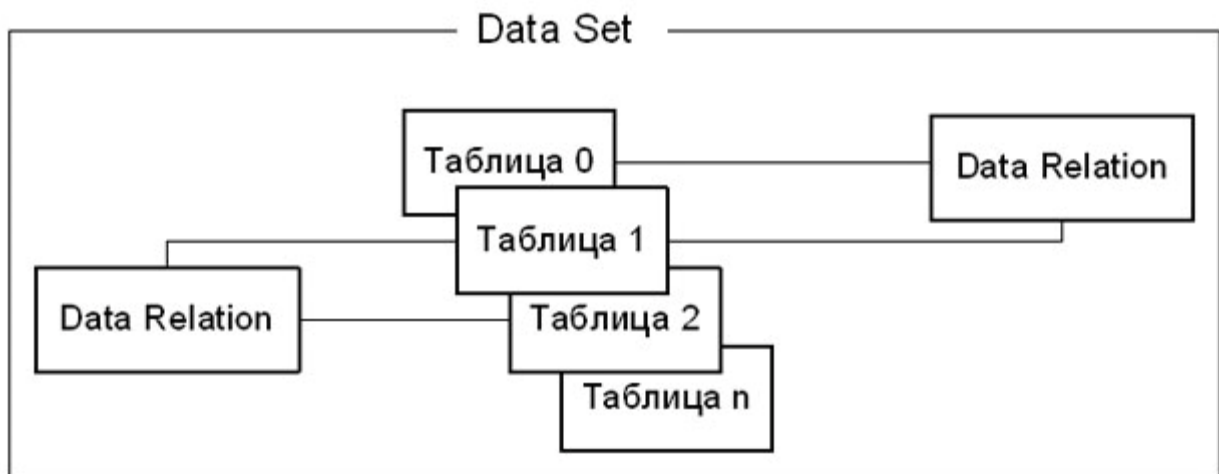 Data Set
Таблица 0
Data Relation
Таблица 1
Data Relation
Таблица 2
Таблица n